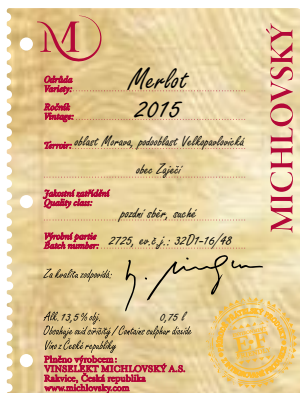 M
MICHLOVSKÝ
Odrůda
Variety: Merlot
Ročník
Vintage: 2015
Terroir: oblast Morava, podoblast Velkopavlovická
obec Zaječí
Jakostní zatřídění
Quality class:
pozdní sběr, suché
Výrobní partie
Batch number: 2725, ev.č.j.: 32D1-16/48
Za kvalitu zodpovídá:
Alk. 13,5% obj. 0,75 l
Obsahuje oxid siřičitý / Contains sulphur dioxide
Víno z České republiky
Plněno výrobcem:
VINSELEKT MICHLOVSKÝ A.S.
Rakvice, Česká republika
www.michlovsky.com